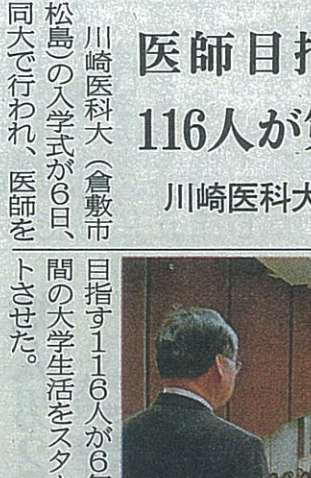 医師目指
116人が
川崎医科大
川崎医科大(倉敷市
松島)の入学式が6日、
同大で行われ、医師を
目指す116人が6年
間の大学生活をスター
トさせた。